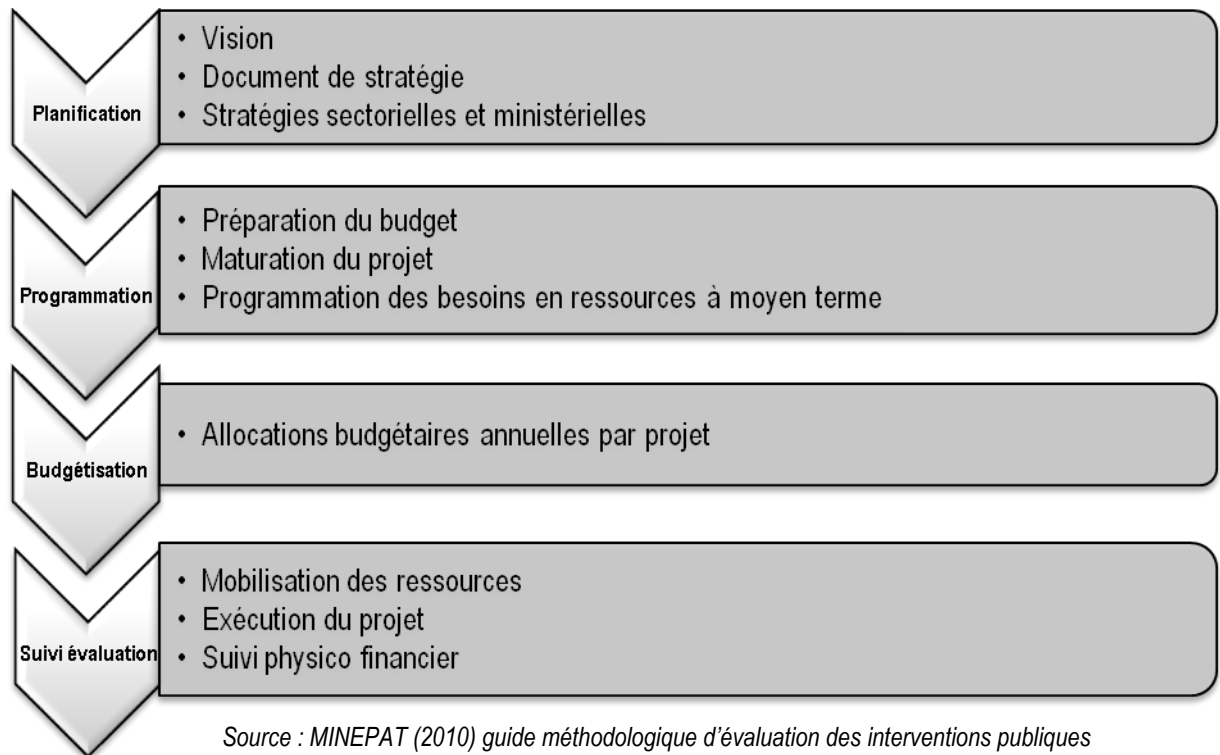 Planification
• Vision
• Document de stratégie
• Stratégies sectorielles et ministérielles
Programmation
• Préparation du budget
• Maturation du projet
• Programmation des besoins en ressources à moyen terme
Budgétisation
• Allocations budgétaires annuelles par projet
Suivi évaluation
• Mobilisation des ressources
• Exécution du projet
• Suivi physico financier
Source : MINEPAT (2010) guide méthodologique d'évaluation des interventions publiques